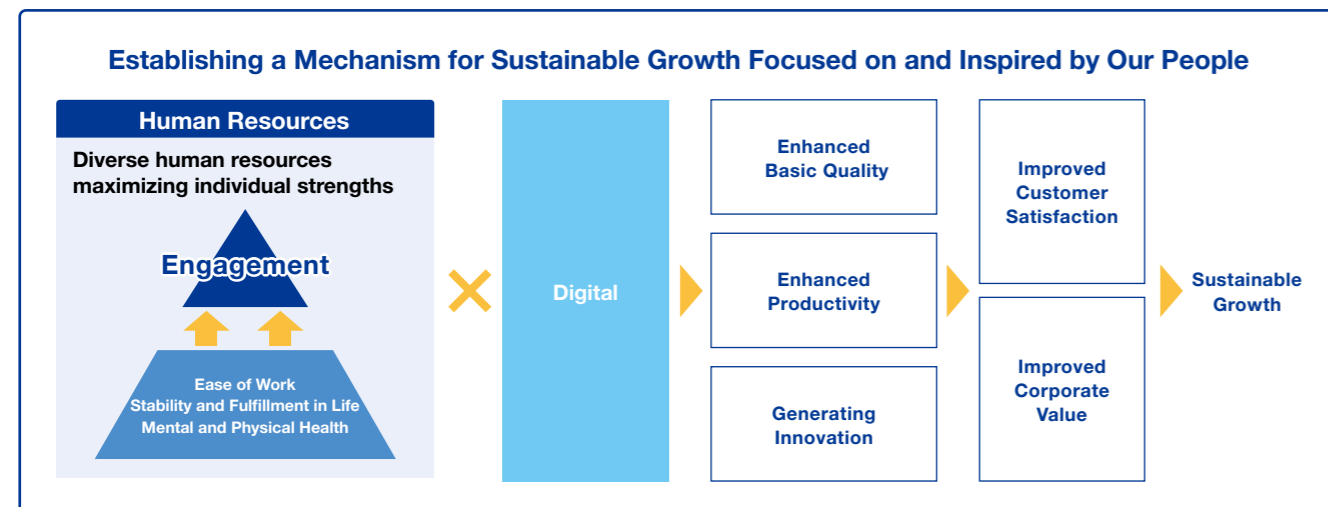 Establishing a Mechanism for Sustainable Growth Focused on and Inspired by Our People
Human Resources
Diverse human resources
maximizing individual strengths
Engagement
Ease of Work
Stability and Fulfillment in Life
Mental and Physical Health
Digital
Enhanced
Basic Quality
Enhanced
Productivity
Generating
Innovation
Improved
Customer
Satisfaction
Improved
Corporate
Value
Sustainable
Growth